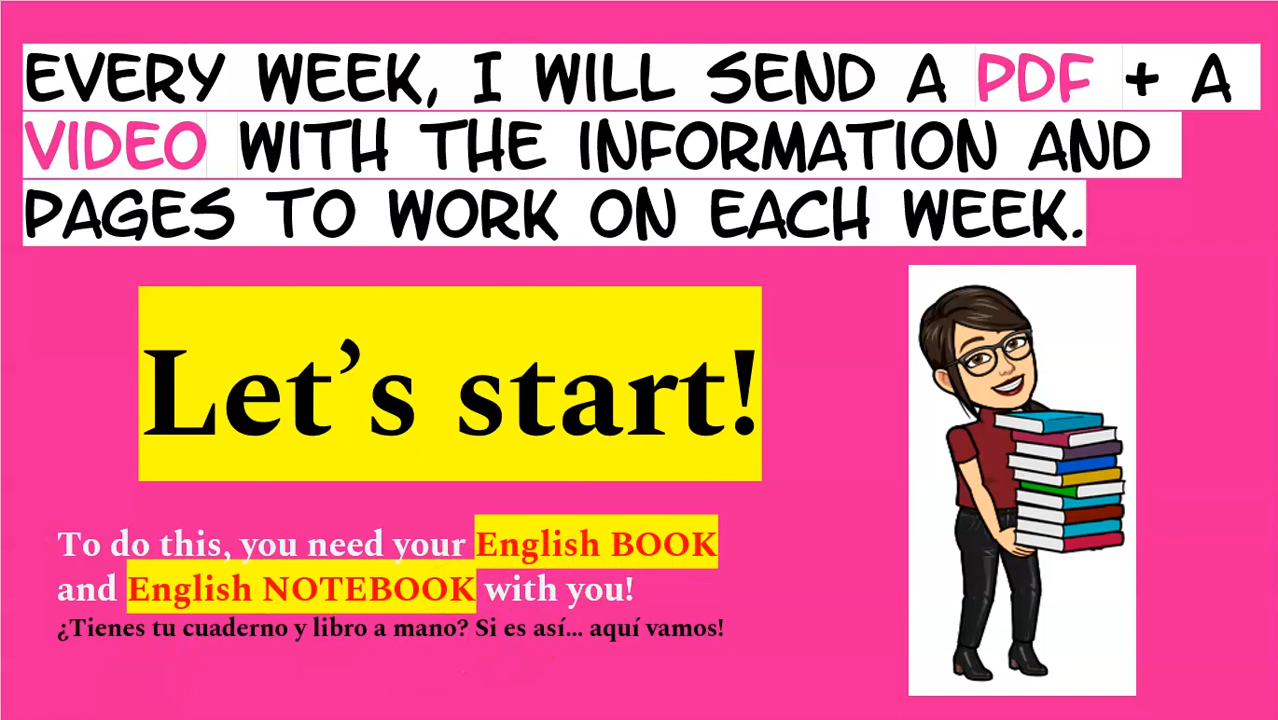 EVERY WEEK, I WILL SEND A PDF + A
VIDEO WITH THE INFORMATION AND
PAGES TO WORK ON EACH WEEK.
Let's start!
To do this, you need your English BOOK
and English NOTEBOOK with you!
¿Tienes tu cuaderno y libro a mano? Si es así... aquí vamos!